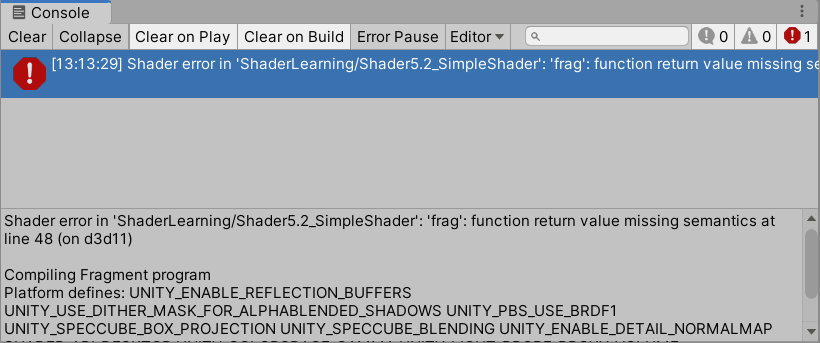 Console
Clear Collapse Clear on Play Clear on Build Error Pause Editor 0 0 1
[13:13:29] Shader error in 'ShaderLearning/Shader5.2_SimpleShader': 'frag': function return value missing se
Shader error in 'ShaderLearning/Shader5.2_SimpleShader': 'frag': function return value missing semantics at
line 48 (on d3d11)
Compiling Fragment program
Platform defines: UNITY_ENABLE_REFLECTION_BUFFERS
UNITY_USE_DITHER_MASK_FOR_ALPHABLENDED_SHADOWS UNITY_PBS_USE_BRDF1
UNITY_SPECCUBE_BOX_PROJECTION UNITY_SPECCUBE_BLENDING UNITY_ENABLE_DETAIL_NORMALMAP